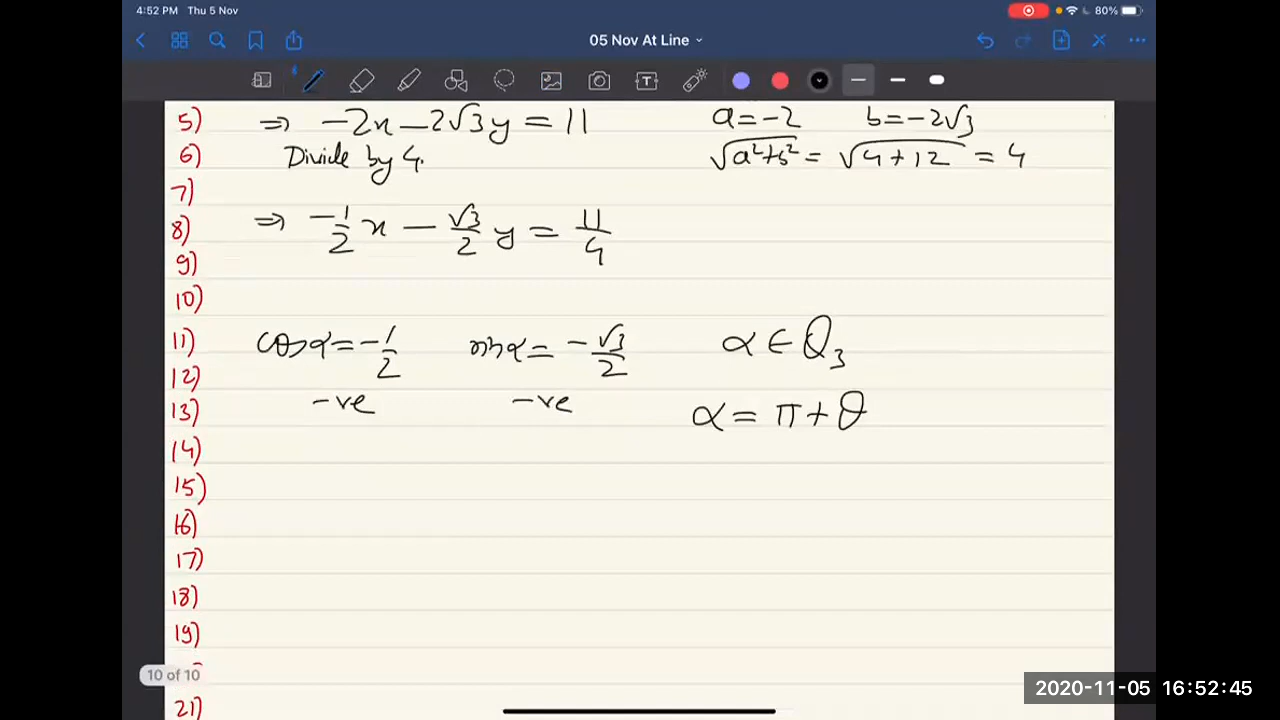 4:52 PM Thu 5 Nov 80%
05 Nov At Line
5) ⇒ -2x - 2√3y = 11 a = -2 b = -2√3
6) Divide by 4. √a²+b² = √4+12 = 4
7)
8) ⇒ -1/2 x - √3/2 y = 11/4
9)
10)
11) cosα = -1/2 sinα = -√3/2 α ∈ Q₃
12)
13) -ve -ve α = π + θ
14)
15)
16)
17)
18)
19)
10 of 10
21)
2020-11-05 16:52:45